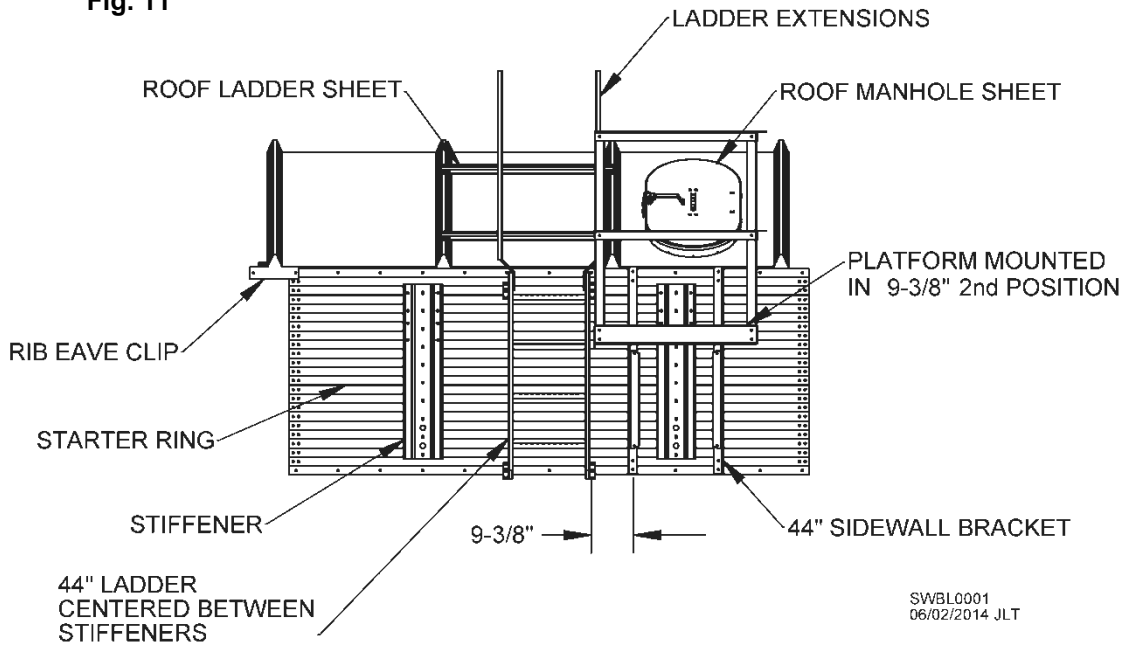 Fig. 11
LADDER EXTENSIONS
ROOF LADDER SHEET
ROOF MANHOLE SHEET
PLATFORM MOUNTED
IN 9-3/8" 2nd POSITION
RIB EAVE CLIP
STARTER RING
STIFFENER
9-3/8"
44" SIDEWALL BRACKET
44" LADDER
CENTERED BETWEEN
STIFFENERS
SWBL0001
06/02/2014 JLT